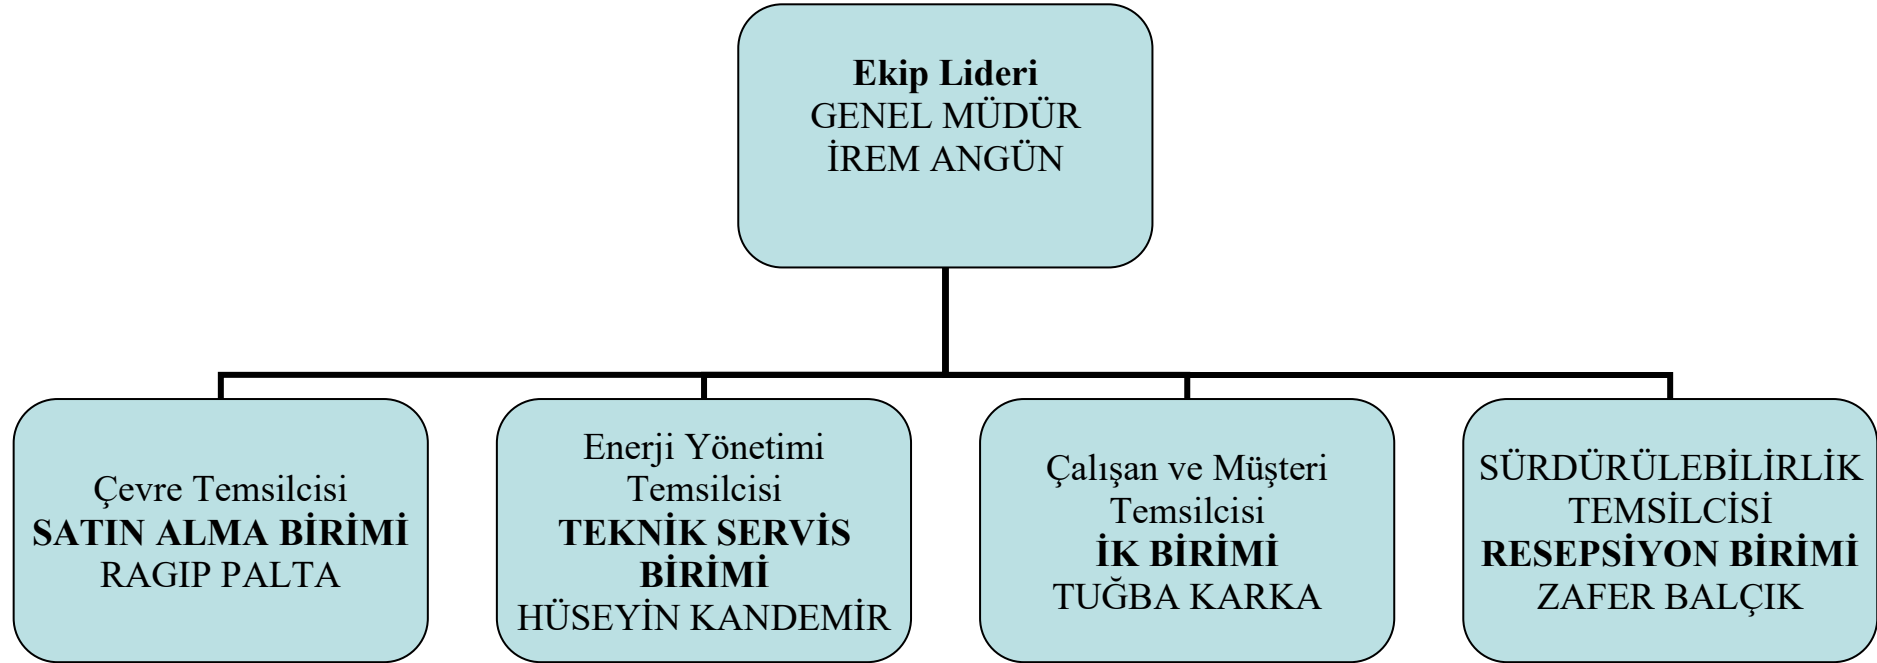 Ekip Lideri
GENEL MÜDÜR
İREM ANGÜN
Çevre Temsilcisi
SATIN ALMA BİRİMİ
RAGIP PALTA
Enerji Yönetimi
Temsilcisi
TEKNİK SERVİS
BİRİMİ
HÜSEYİN KANDEMİR
Çalışan ve Müşteri
Temsilcisi
İK BİRİMİ
TUĞBA KARKA
SÜRDÜRÜLEBİLİRLİK
TEMSİLCİSİ
RESEPSİYON BİRİMİ
ZAFER BALÇIK